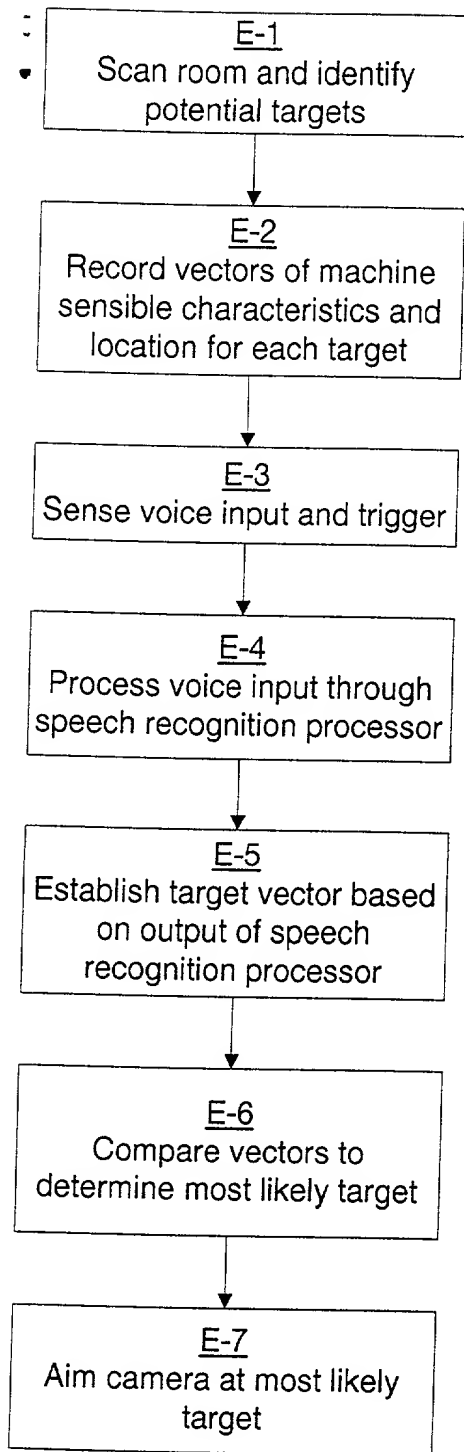 E-1
Scan room and identify
potential targets
E-2
Record vectors of machine
sensible characteristics and
location for each target
E-3
Sense voice input and trigger
E-4
Process voice input through
speech recognition processor
E-5
Establish target vector based
on output of speech
recognition processor
E-6
Compare vectors to
determine most likely target
E-7
Aim camera at most likely
target